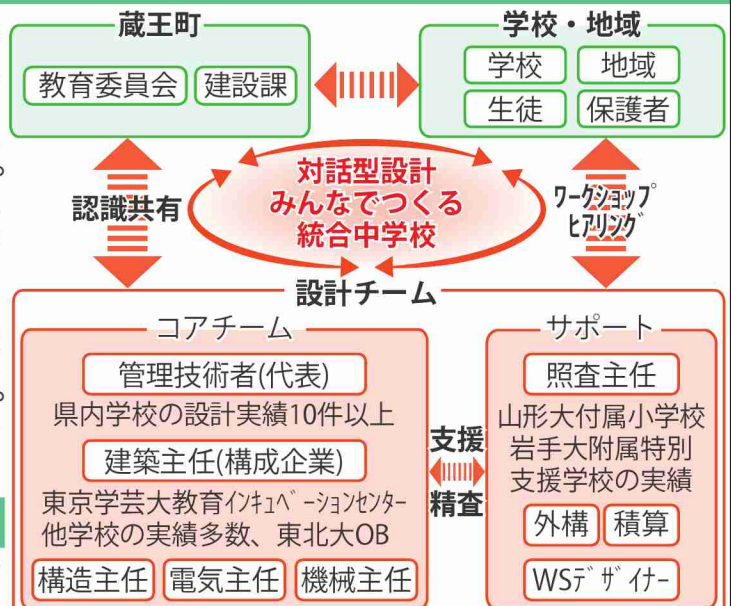 蔵王町
教育委員会 建設課
学校・地域
学校 地域
生徒 保護者
対話型設計
みんなでつくる
統合中学校
認識共有
ワークショップ
ヒアリング
設計チーム
コアチーム
管理技術者(代表)
県内学校の設計実績10件以上
建築主任(構成企業)
東京学芸大教育インキュベーションセンター
他学校の実績多数、東北大OB
構造主任 電気主任 機械主任
支援
精査
サポート
照査主任
山形大付属小学校
岩手大附属特別
支援学校の実績
外構 積算
WSデザイナー